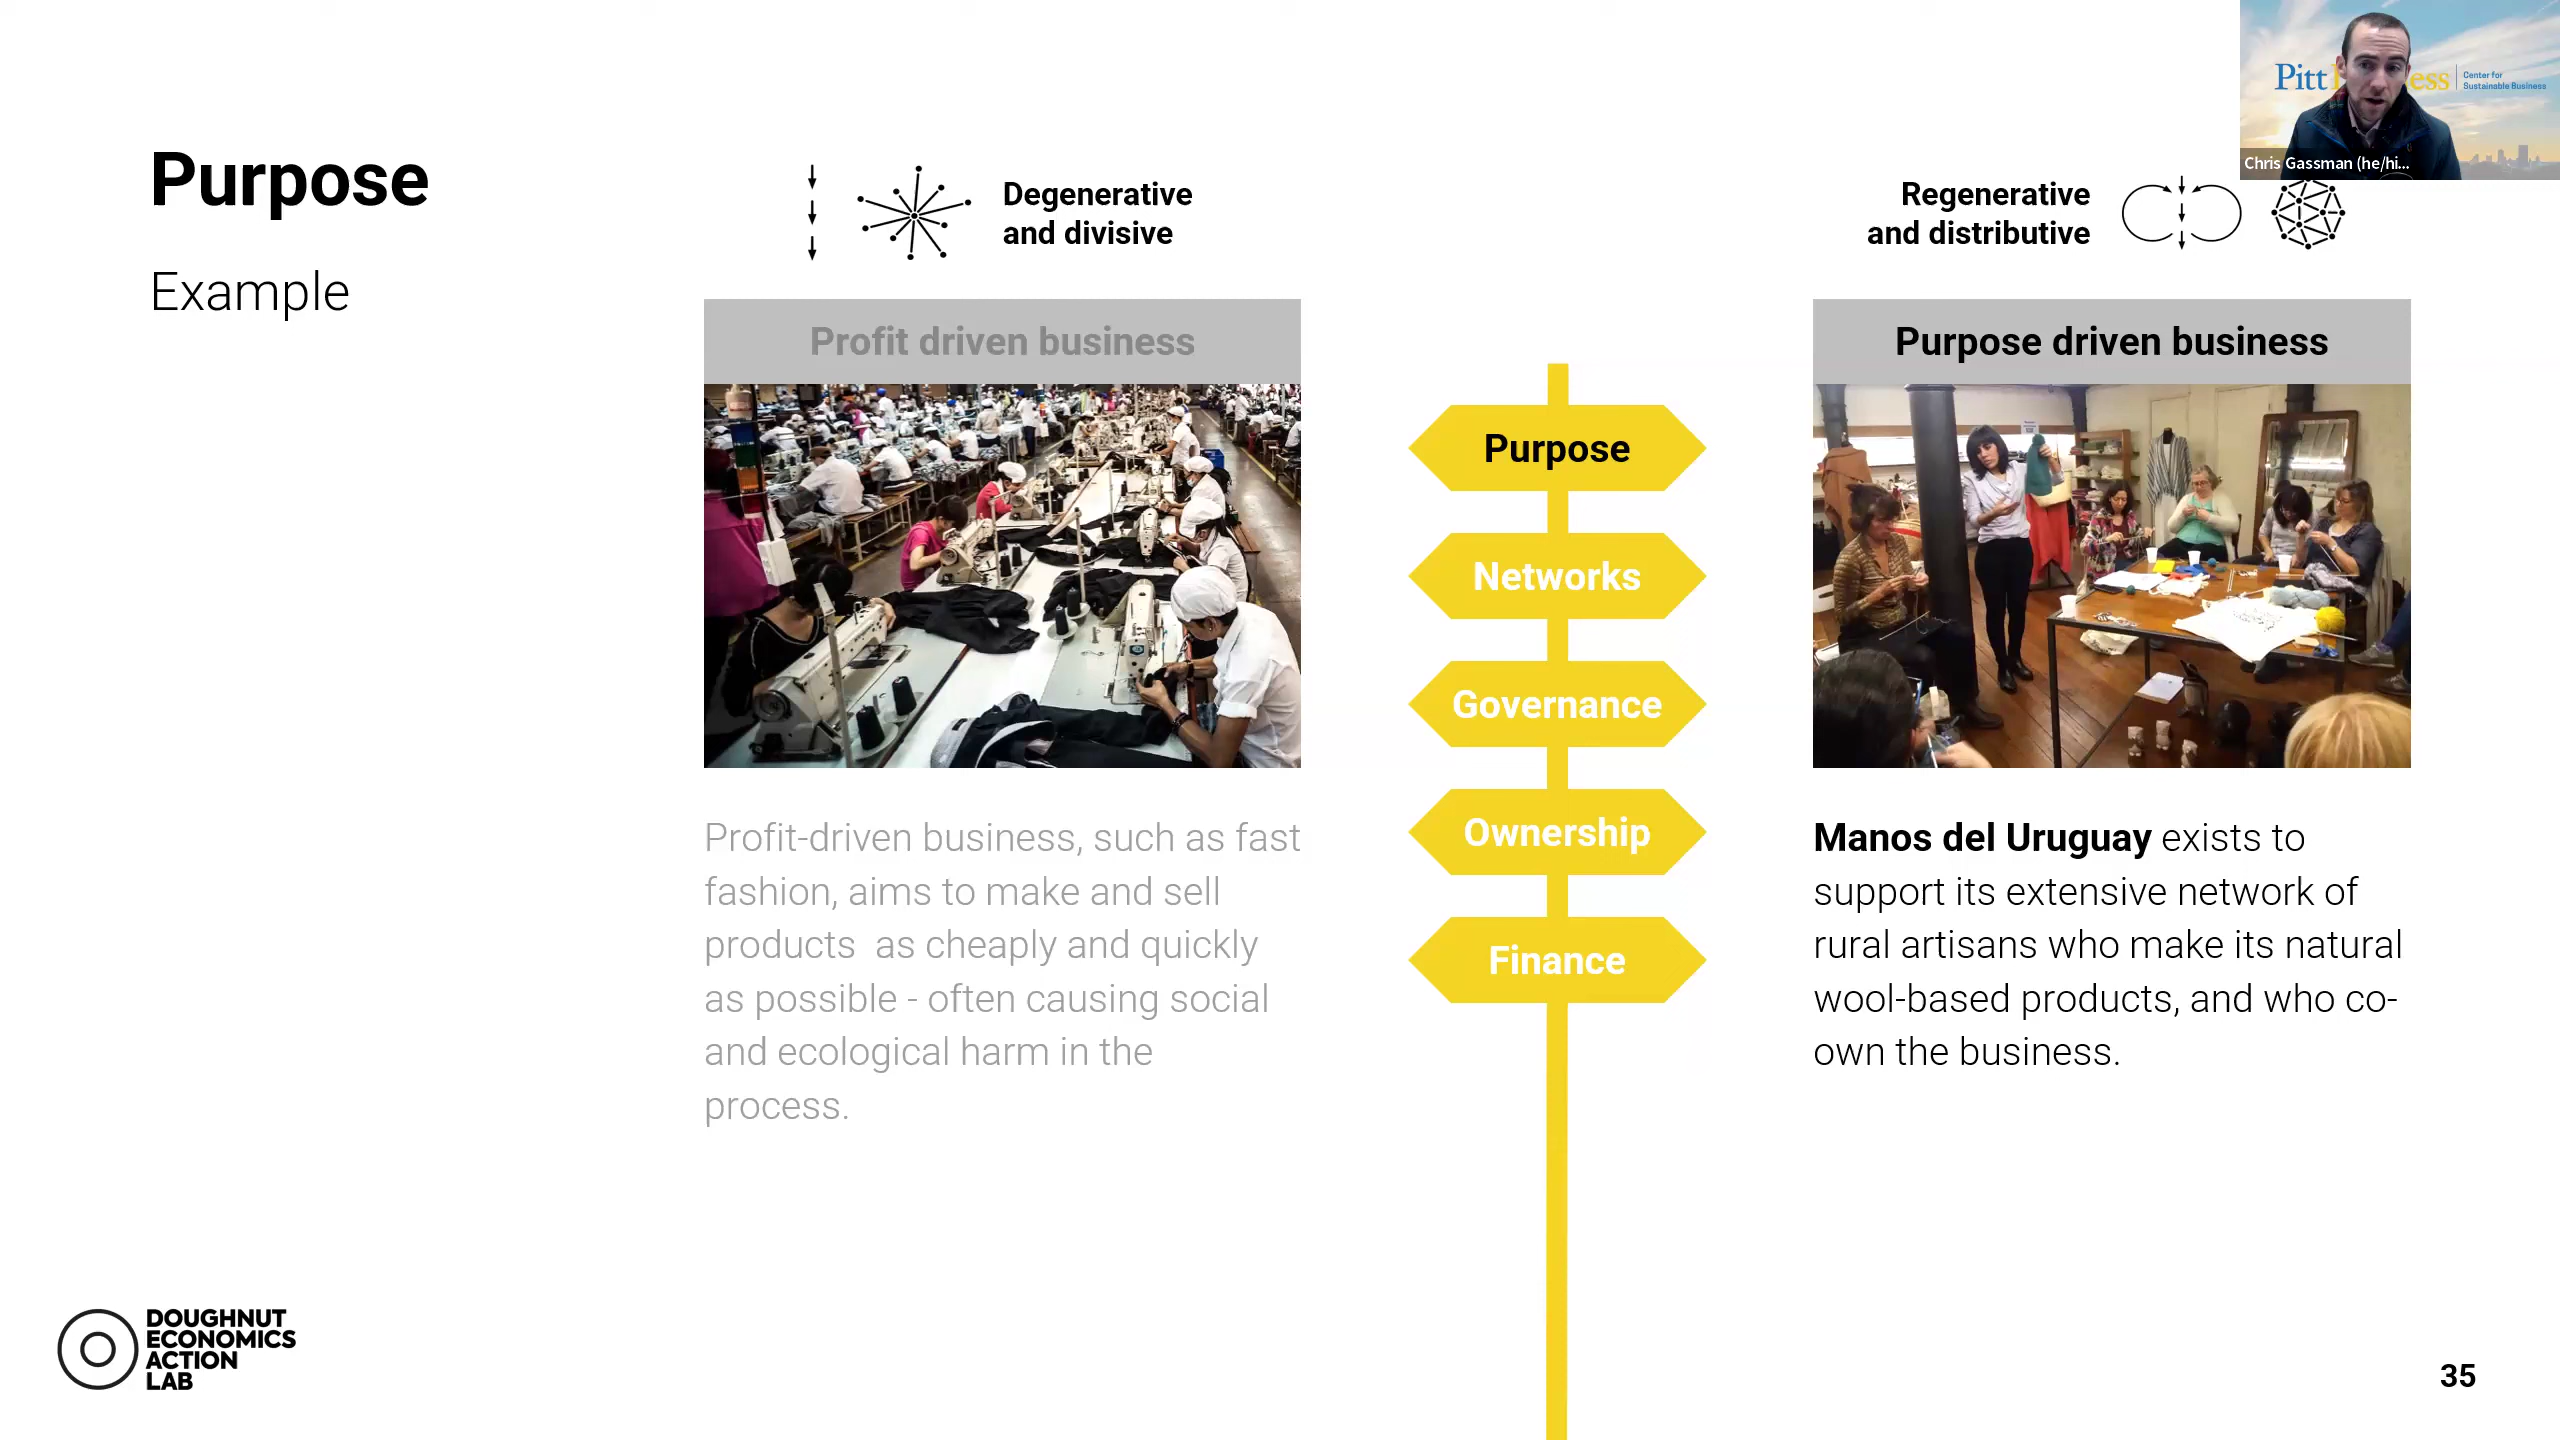 Purpose
Example
Degenerative
and divisive
Profit driven business
Profit-driven business, such as fast
fashion, aims to make and sell
products  as cheaply and quickly
as possible - often causing social
and ecological harm in the
process.
Purpose
Networks
Governance
Ownership
Finance
Regenerative
and distributive
Purpose driven business
Manos del Uruguay exists to
support its extensive network of
rural artisans who make its natural
wool-based products, and who co-
own the business.
Pitt ess
Center for
Sustainable Business
Chris Gassman (he/hi...
DOUGHNUT
ECONOMICS
ACTION
LAB
35